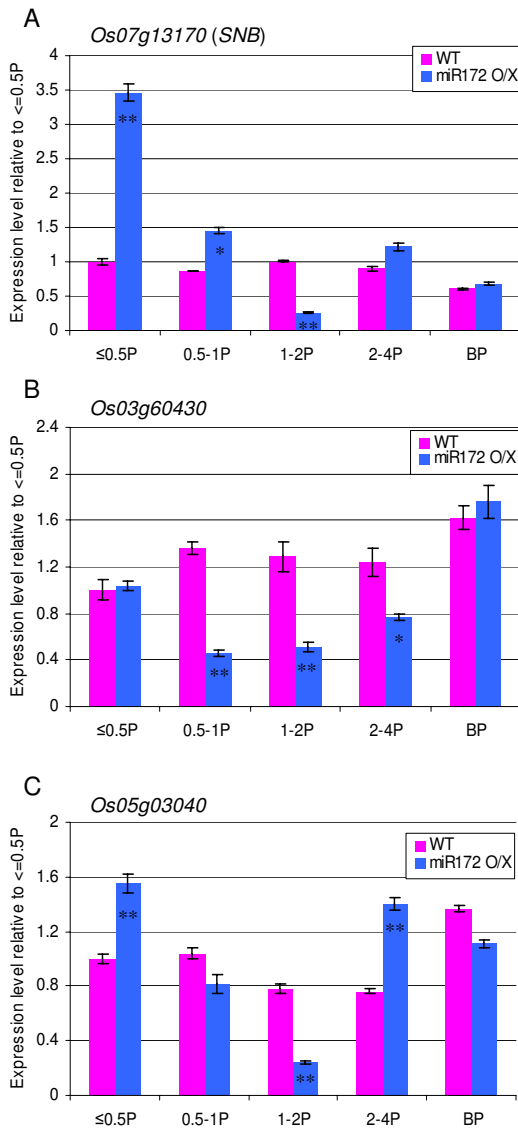 A
Os07g13170 (SNB)
WT
miR172 O/X
Expression level relative to <=0.5P
4
3.5
3
2.5
2
1.5
1
0.5
0
**
*
**
≤0.5P 0.5-1P 1-2P 2-4P BP
B
Os03g60430
WT
miR172 O/X
Expression level relative to <=0.5P
2.4
2
1.6
1.2
0.8
0.4
0
**
**
*
≤0.5P 0.5-1P 1-2P 2-4P BP
C
Os05g03040
WT
miR172 O/X
Expression level relative to <=0.5P
2
1.6
1.2
0.8
0.4
0
**
**
**
≤0.5P 0.5-1P 1-2P 2-4P BP